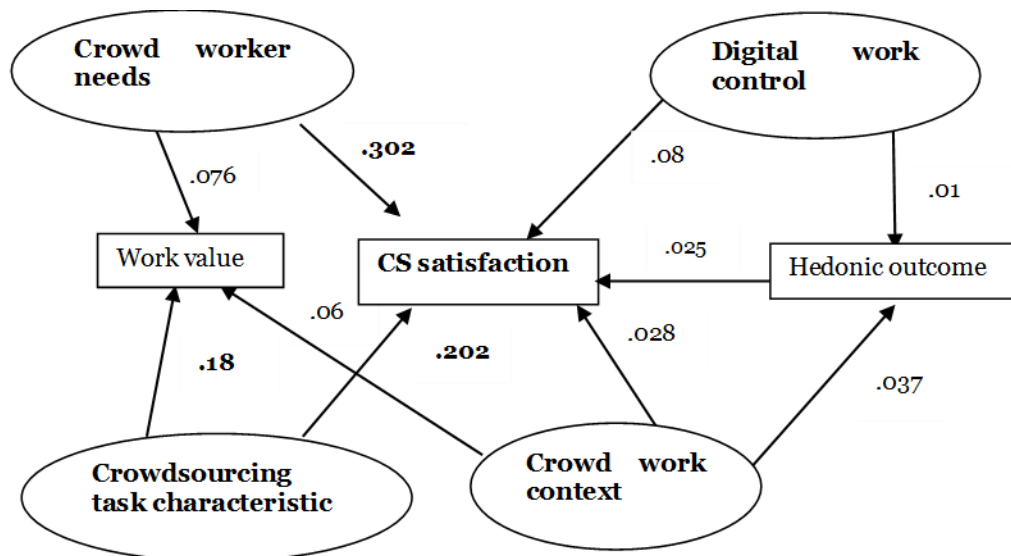 Crowd worker
needs
Digital work
control
.302
.08
.076
.01
Work value
CS satisfaction
.025
Hedonic outcome
.06
.028
.18
.202
.037
Crowdsourcing
task characteristic
Crowd work
context